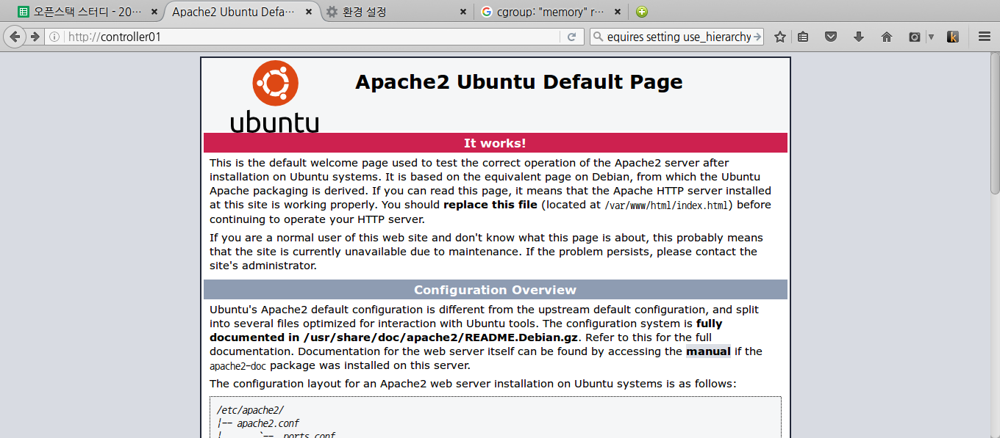 오픈스택 스터디 - 20···
Apache2 Ubuntu Defa···
환경 설정
cgroup: "memory" r···
http://controller01
equires setting use_hierarchy
ubuntu
Apache2 Ubuntu Default Page
It works!
This is the default welcome page used to test the correct operation of the Apache2 server after
installation on Ubuntu systems. It is based on the equivalent page on Debian, from which the Ubuntu
Apache packaging is derived. If you can read this page, it means that the Apache HTTP server installed
at this site is working properly. You should replace this file (located at /var/www/html/index.html) before
continuing to operate your HTTP server.
If you are a normal user of this web site and don't know what this page is about, this probably means
that the site is currently unavailable due to maintenance. If the problem persists, please contact the
site's administrator.
Configuration Overview
Ubuntu's Apache2 default configuration is different from the upstream default configuration, and split
into several files optimized for interaction with Ubuntu tools. The configuration system is fully
documented in /usr/share/doc/apache2/README.Debian.gz. Refer to this for the full
documentation. Documentation for the web server itself can be found by accessing the manual if the
apache2-doc package was installed on this server.
The configuration layout for an Apache2 web server installation on Ubuntu systems is as follows:
/etc/apache2/
|-- apache2.conf
|       `-- ports.conf